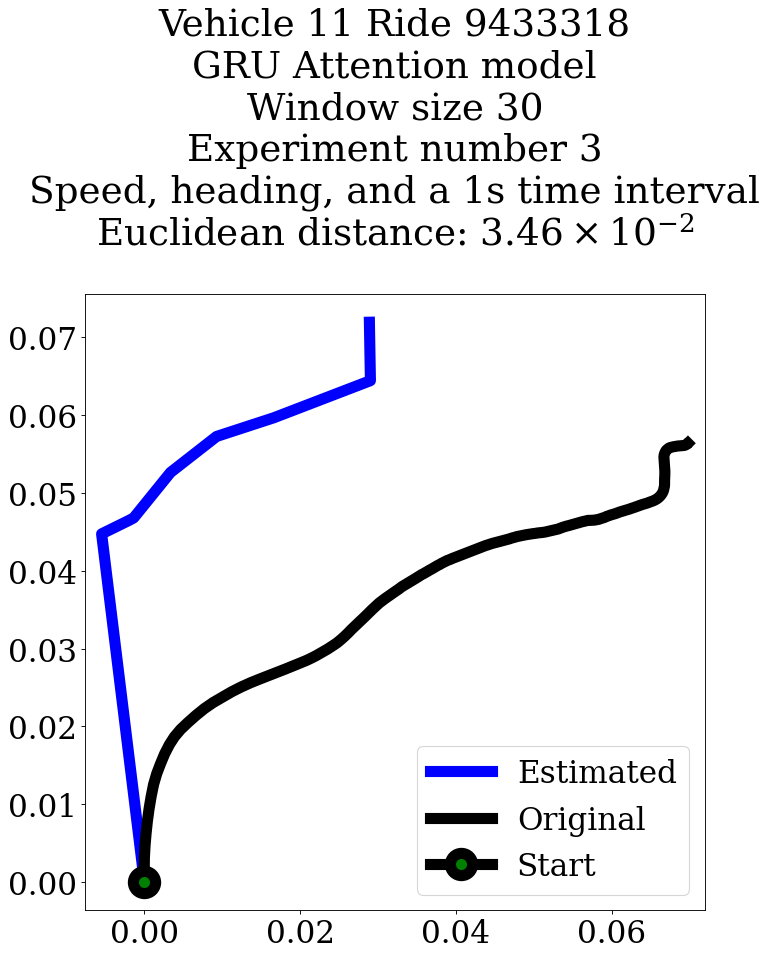 Vehicle 11 Ride 9433318
GRU Attention model
Window size 30
Experiment number 3
Speed, heading, and a 1s time interval
Euclidean distance: 3.46 × 10⁻²
0.07
0.06
0.05
0.04
0.03
0.02
0.01
0.00
Estimated
Original
Start
0.00 0.02 0.04 0.06